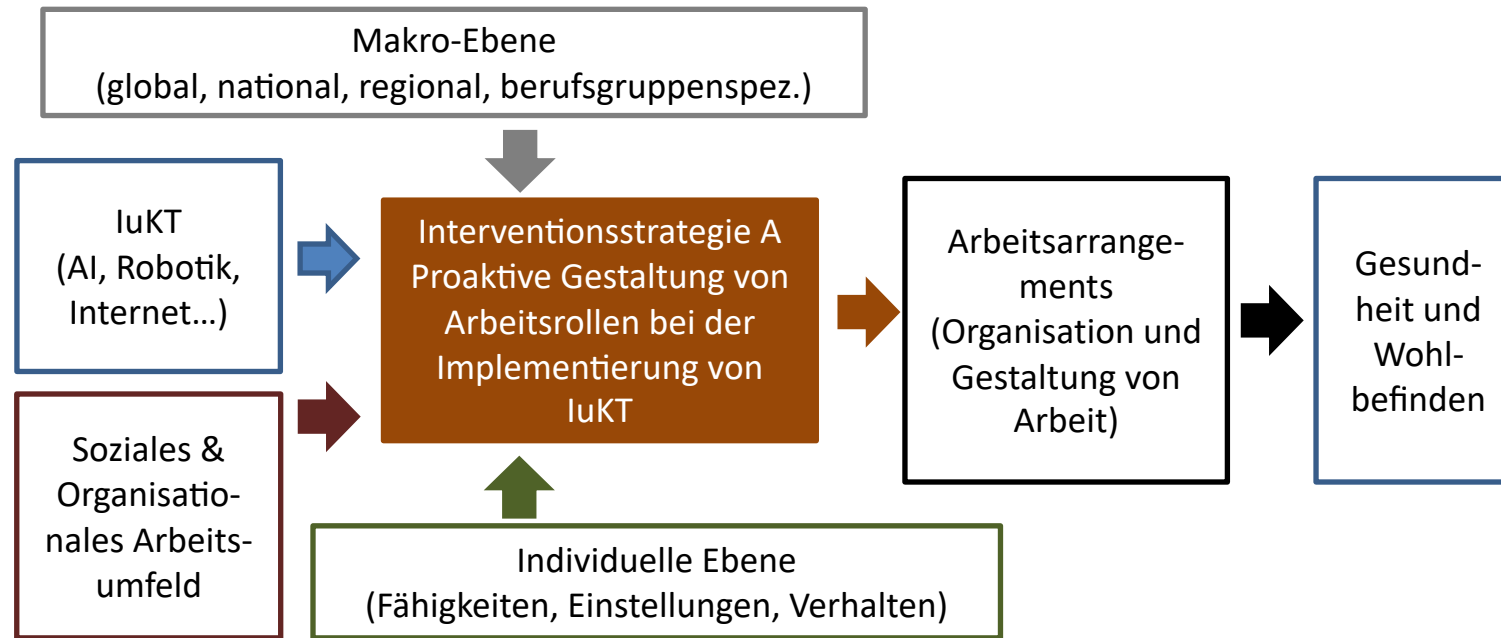 Makro-Ebene
(global, national, regional, berufsgruppenspez.)
IuKT
(AI, Robotik,
Internet…)
Soziales &
Organisatio-
nales Arbeits-
umfeld
Interventionsstrategie A
Proaktive Gestaltung von
Arbeitsrollen bei der
Implementierung von
IuKT
Individuelle Ebene
(Fähigkeiten, Einstellungen, Verhalten)
Arbeitsarrange-
ments
(Organisation und
Gestaltung von
Arbeit)
Gesund-
heit und
Wohl-
befinden